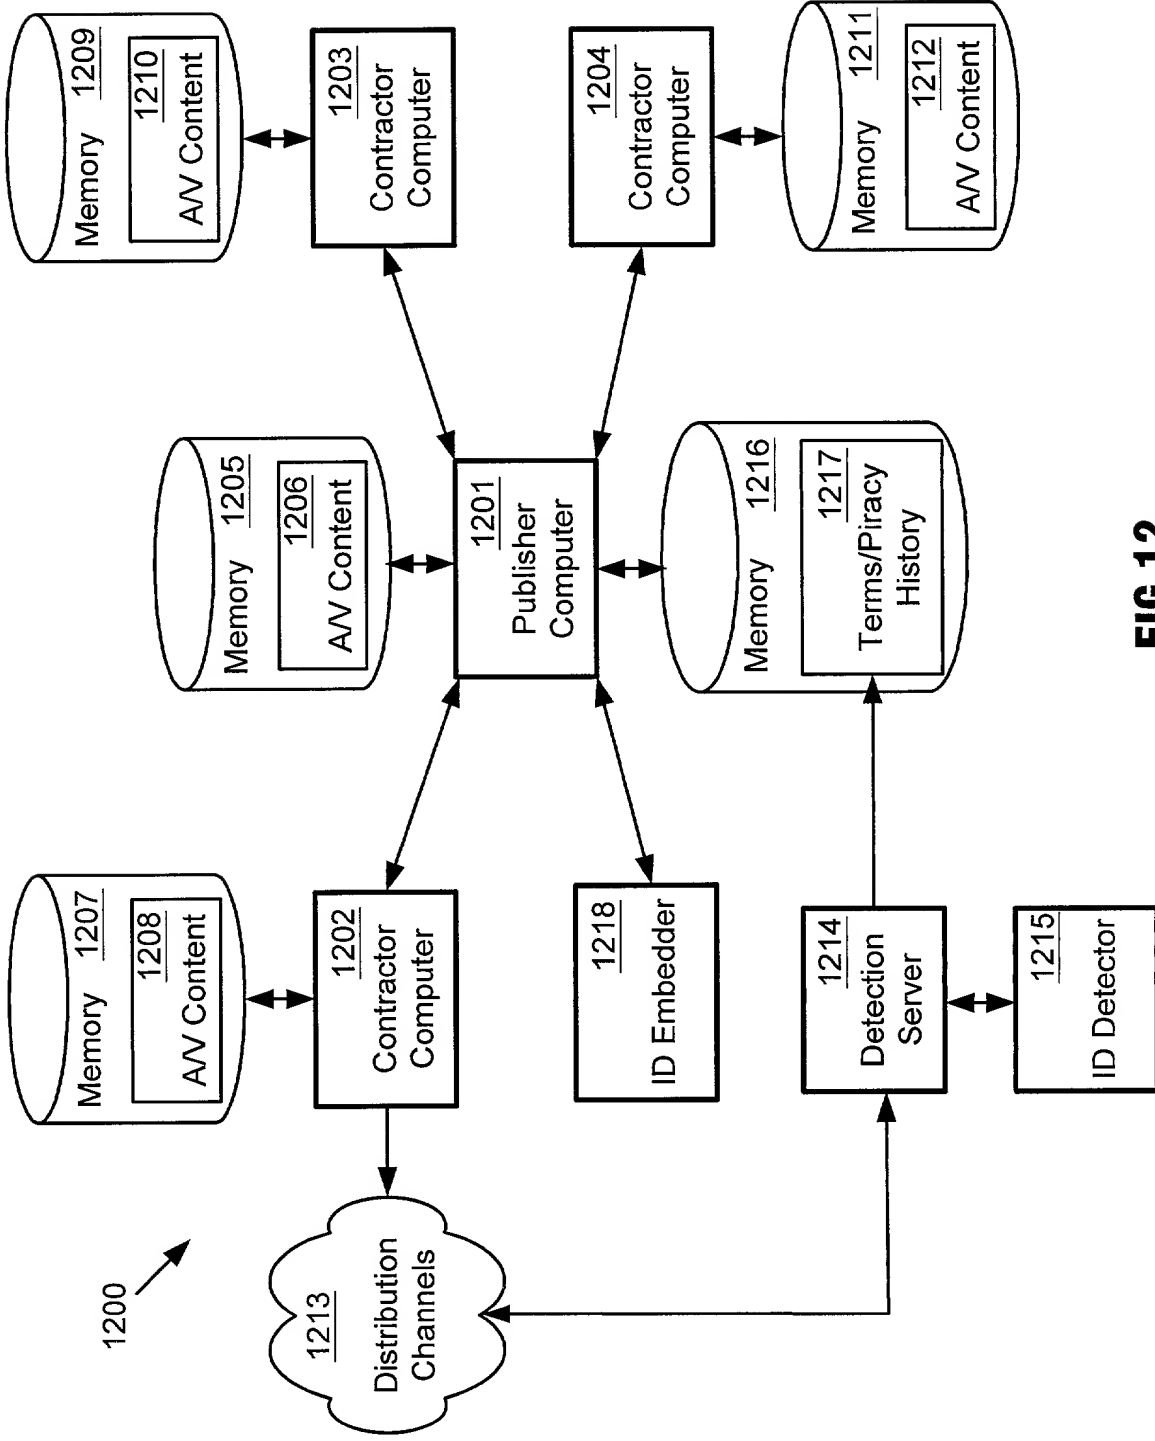 1200
1213
Distribution
Channels
Memory 1207
1208
A/V Content
1202
Contractor
Computer
1218
ID Embedder
1214
Detection
Server
1215
ID Detector
Memory 1205
1206
A/V Content
1201
Publisher
Computer
Memory 1216
1217
Terms/Piracy
History
Memory 1209
1210
A/V Content
1203
Contractor
Computer
1204
Contractor
Computer
Memory 1211
1212
A/V Content
FIG 12